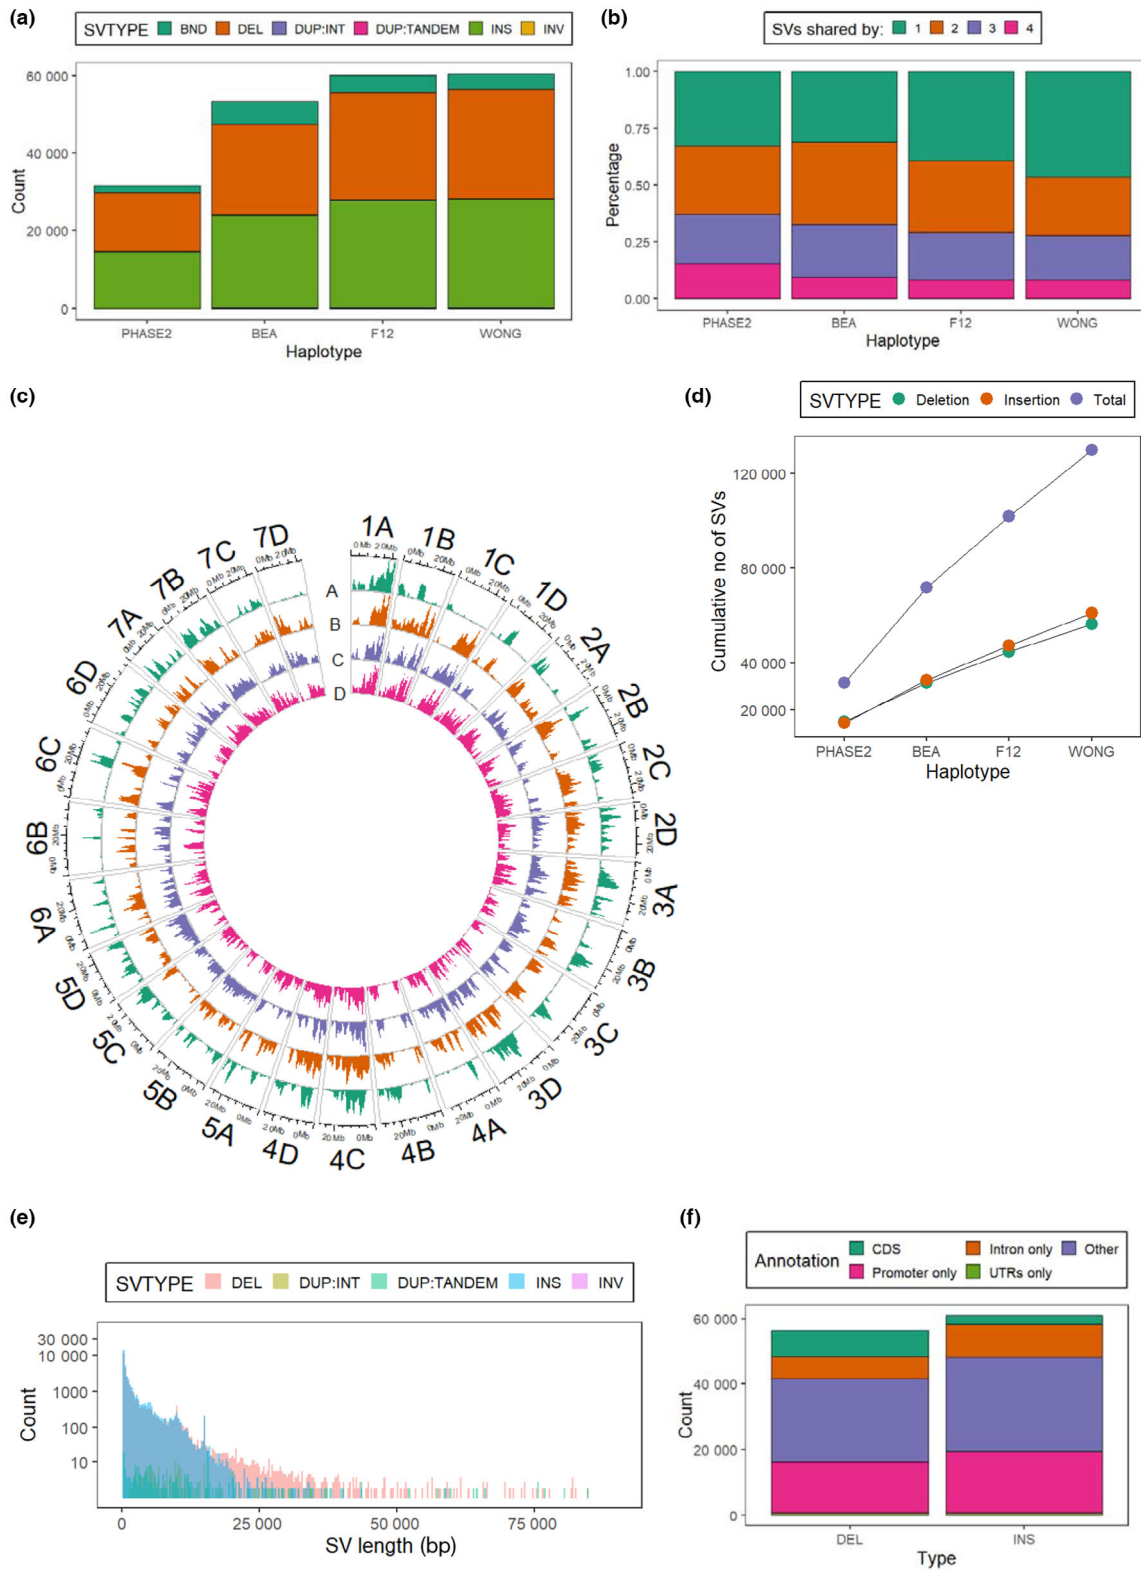 (a)
SVTYPE BND DEL DUP:INT DUP:TANDEM INS INV
60 000
40 000
20 000
0
Count
PHASE2 BEA F12 WONG
Haplotype
(b)
SVs shared by: 1 2 3 4
1.00
0.75
0.50
0.25
0.00
Percentage
PHASE2 BEA F12 WONG
Haplotype
(c)
1A
1B
1C
1D
2A
2B
2C
2D
3A
3B
3C
3D
4A
4B
4C
4D
5A
5B
5C
5D
6A
6B
6C
6D
7A
7B
7C
7D
A
B
C
D
(d)
SVTYPE Deletion Insertion Total
120 000
80 000
40 000
20 000
Cumulative no of SVs
PHASE2 BEA F12 WONG
Haplotype
(e)
SVTYPE DEL DUP:INT DUP:TANDEM INS INV
30 000
10 000
1000
100
10
Count
0 25 000 50 000 75 000
SV length (bp)
(f)
Annotation CDS Intron only Other
Promoter only UTRs only
60 000
40 000
20 000
0
Count
DEL INS
Type